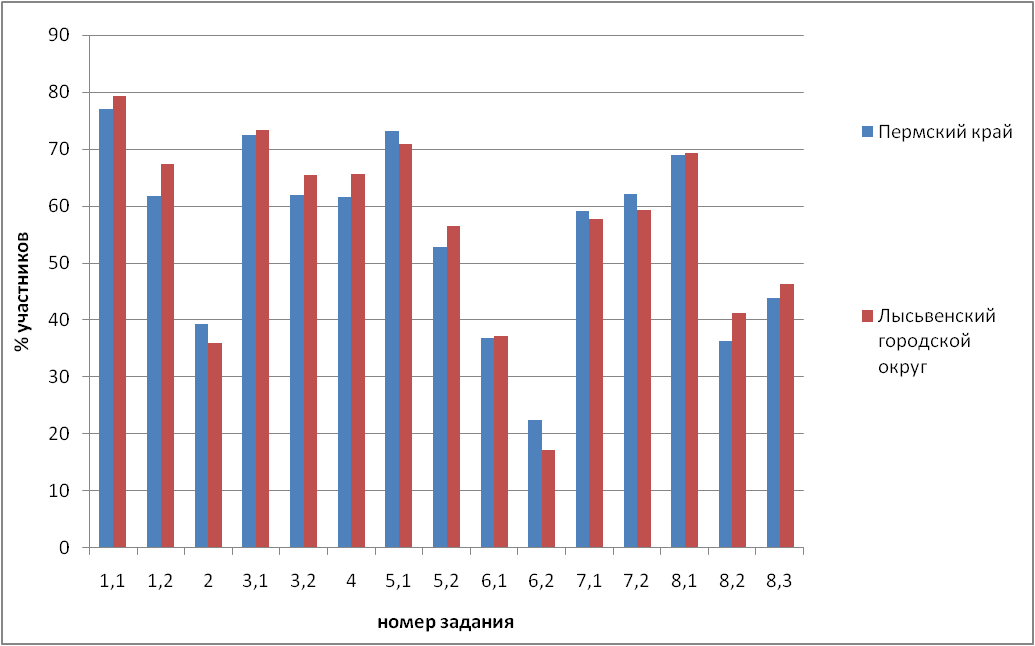 90
80
70
60
50
40
30
20
10
0
% участников
1,1 1,2 2 3,1 3,2 4 5,1 5,2 6,1 6,2 7,1 7,2 8,1 8,2 8,3
номер задания
Пермский край
Лысьвенский
городской
округ